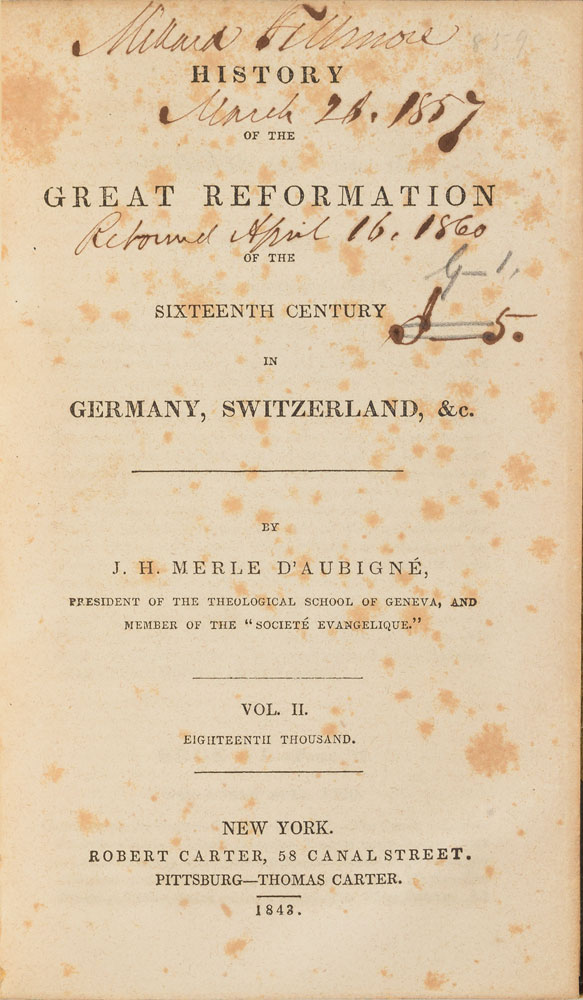 Millard Fillmore 859
HISTORY
March 26. 1857
OF THE
GREAT REFORMATION
Rebound April 16. 1860
OF THE
G—1.
SIXTEENTH CENTURY
5.
IN
GERMANY, SWITZERLAND, &c.
BY
J. H. MERLE D'AUBIGNÉ,
PRESIDENT OF THE THEOLOGICAL SCHOOL OF GENEVA, AND
MEMBER OF THE "SOCIETÉ EVANGELIQUE."
VOL. II.
EIGHTEENTH THOUSAND.
NEW YORK.
ROBERT CARTER, 58 CANAL STREET.
PITTSBURG—THOMAS CARTER.
1843.